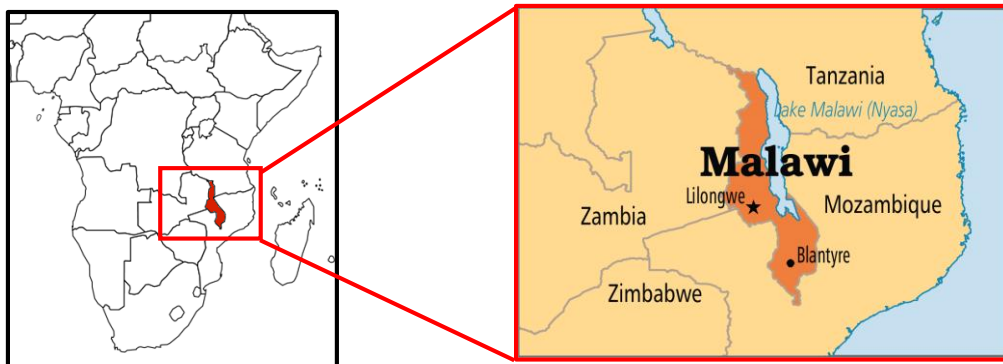 Tanzania
Lake Malawi (Nyasa)
Malawi
Lilongwe
Zambia
Mozambique
Blantyre
Zimbabwe